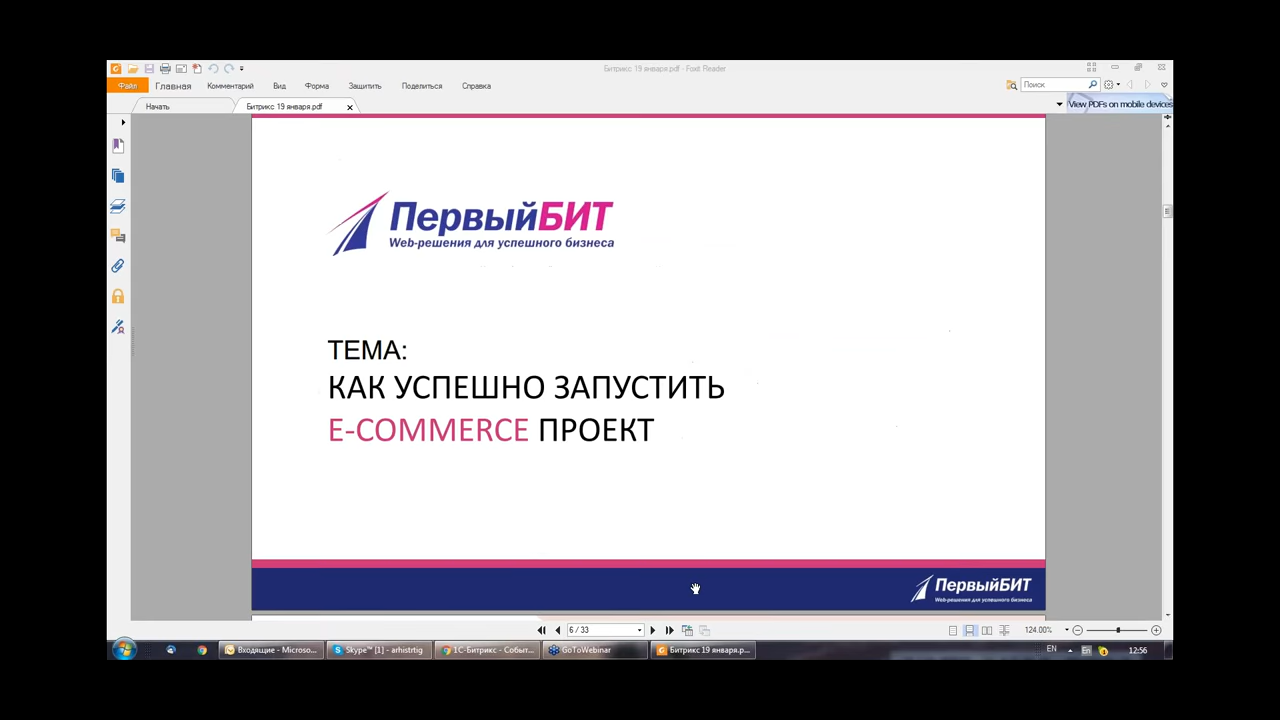 Битрикс 19 января.pdf - Foxit Reader
Файл Главная Комментарий Вид Форма Защитить Поделиться Справка
Поиск
Начать Битрикс 19 января.pdf
View PDFs on mobile devices
ПервыйБИТ
Web-решения для успешного бизнеса
ТЕМА:
КАК УСПЕШНО ЗАПУСТИТЬ
E-COMMERCE ПРОЕКТ
ПервыйБИТ
Web-решения для успешного бизнеса
6 / 33
124.00%
Входящие - Microso...
Skype™ [1] - arhistrtig
1С-Битрикс - Событ...
GoToWebinar
Битрикс 19 января.p...
EN
En
12:56